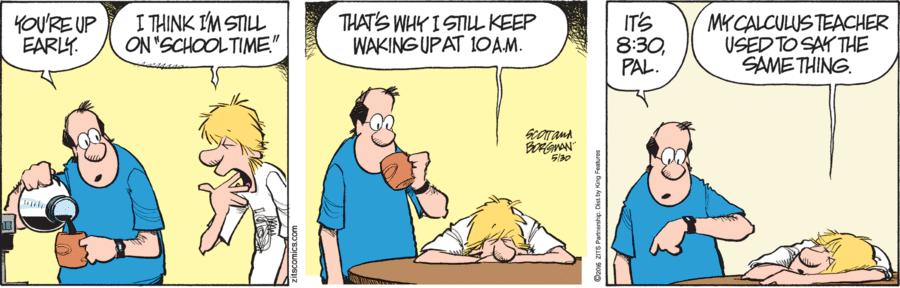 YOU'RE UP
EARLY.
I THINK I'M STILL
ON "SCHOOL TIME."
zitscomics.com
THAT'S WHY I STILL KEEP
WAKING UP AT 10 A.M.
SCOTT AND
BORGMAN
5/30
©2016 ZITS Partnership. Dist. by King Features
IT'S
8:30,
PAL.
MY CALCULUS TEACHER
USED TO SAY THE
SAME THING.